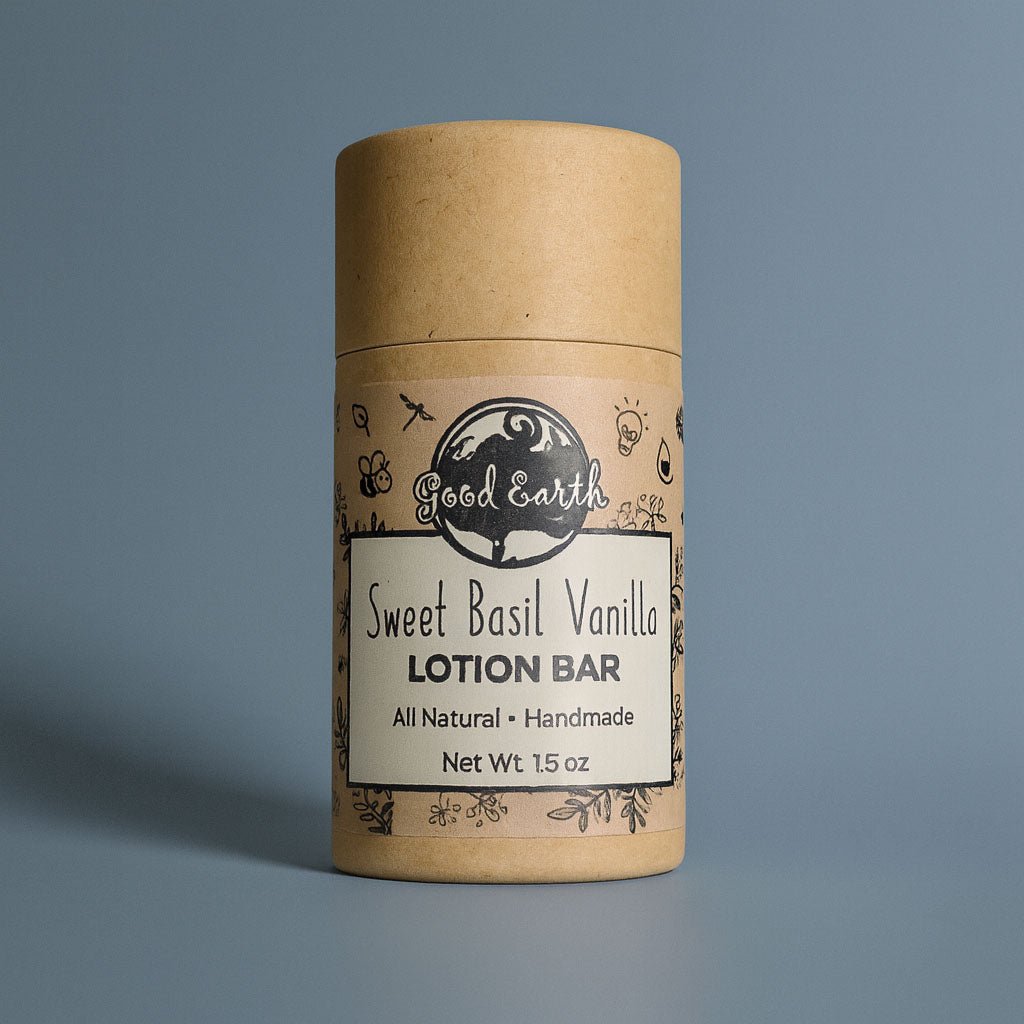 Good Earth
Sweet Basil Vanilla
LOTION BAR
All Natural • Handmade
Net Wt 1.5 oz